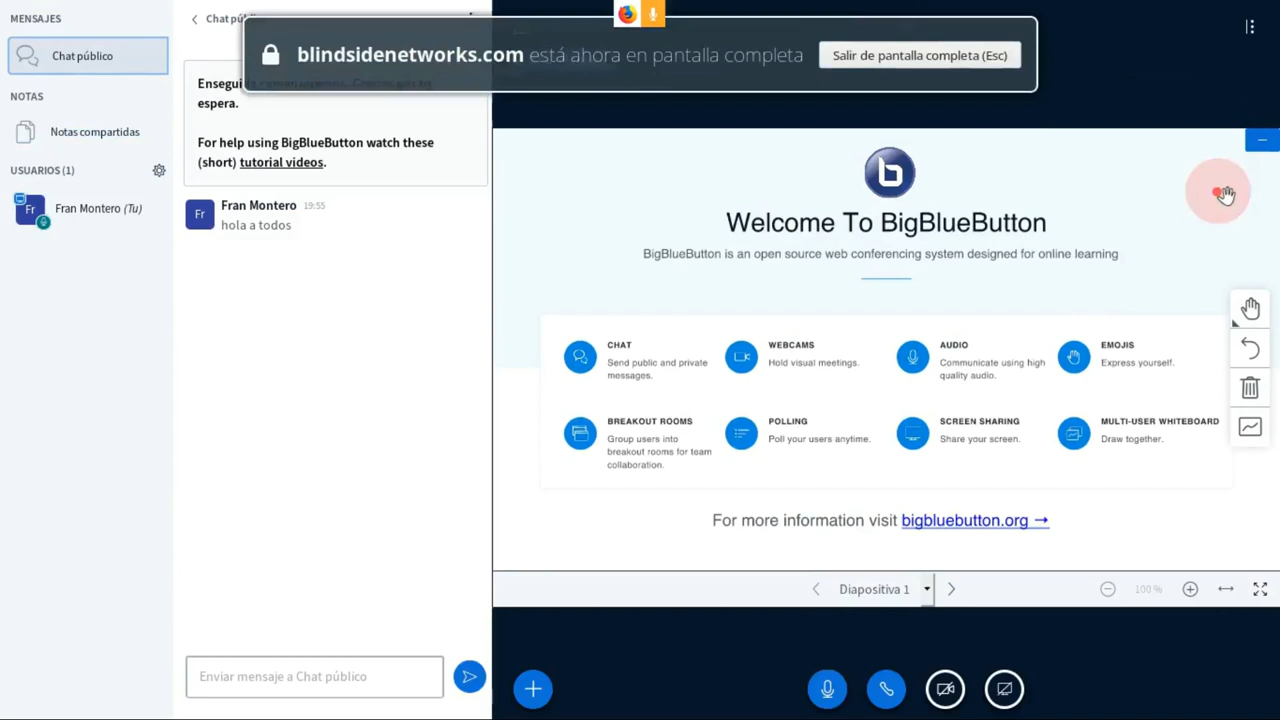 MENSAJES
Chat público
NOTAS
Notas compartidas
USUARIOS (1)
Fr
Fran Montero (Tu)
Chat
blindsidenetworks.com está ahora en pantalla completa
Salir de pantalla completa (Esc)
espera.
For help using BigBlueButton watch these
(short) tutorial videos.
Fr
Fran Montero 19:55
hola a todos
Enviar mensaje a Chat público
b
Welcome To BigBlueButton
BigBlueButton is an open source web conferencing system designed for online learning
CHAT
Send public and private
messages.
WEBCAMS
Hold visual meetings.
AUDIO
Communicate using high
quality audio.
EMOJIS
Express yourself.
BREAKOUT ROOMS
Group users into
breakout rooms for team
collaboration.
POLLING
Poll your users anytime.
SCREEN SHARING
Share your screen.
MULTI-USER WHITEBOARD
Draw together.
For more information visit bigbluebutton.org →
Diapositiva 1
100 %